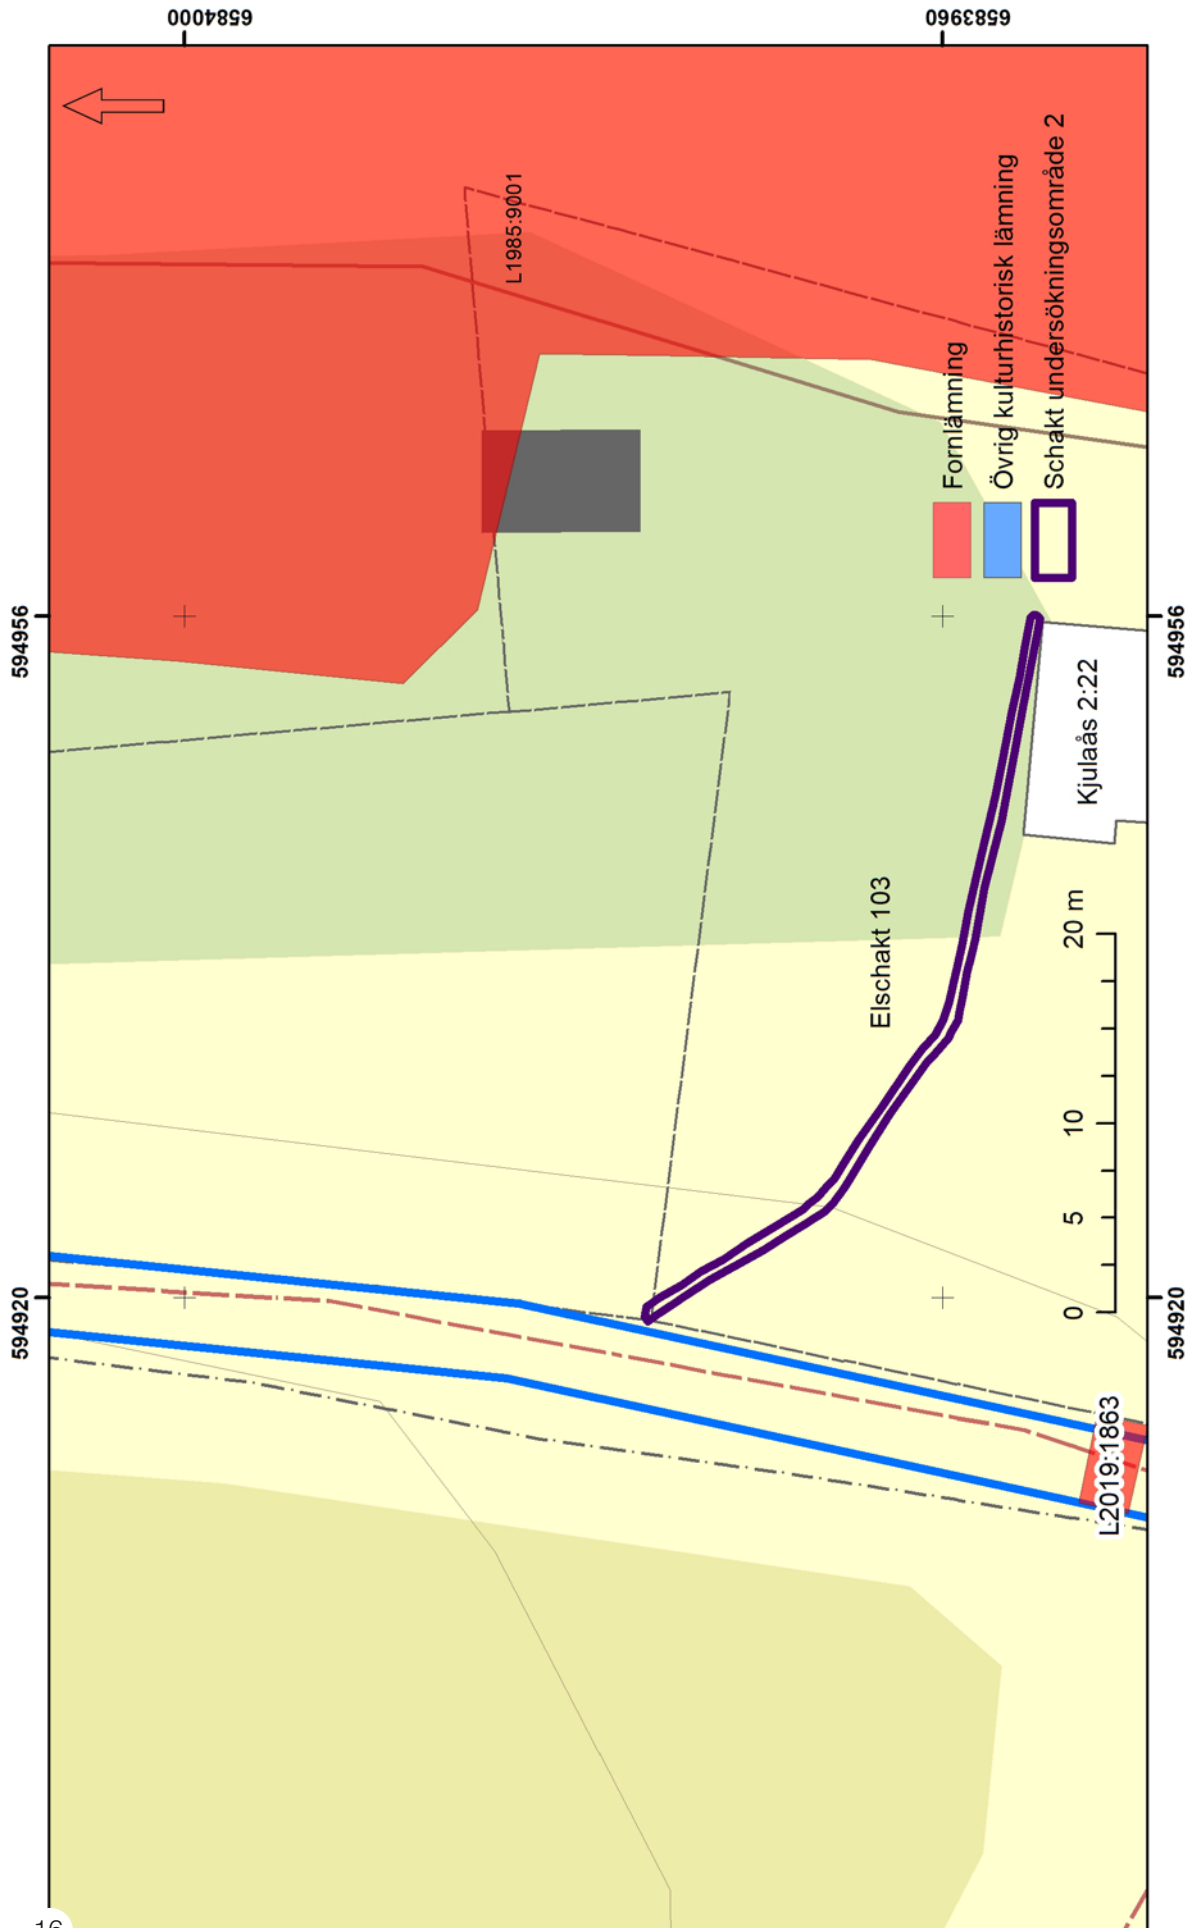 6584000
6583960
594956
594956
L1985:9001
Fornlämning
Övrig kulturhistorisk lämning
Schakt undersökningsområde 2
Kjulaås 2:22
Elschakt 103
0
5
10
20 m
594920
594920
L2019:1863